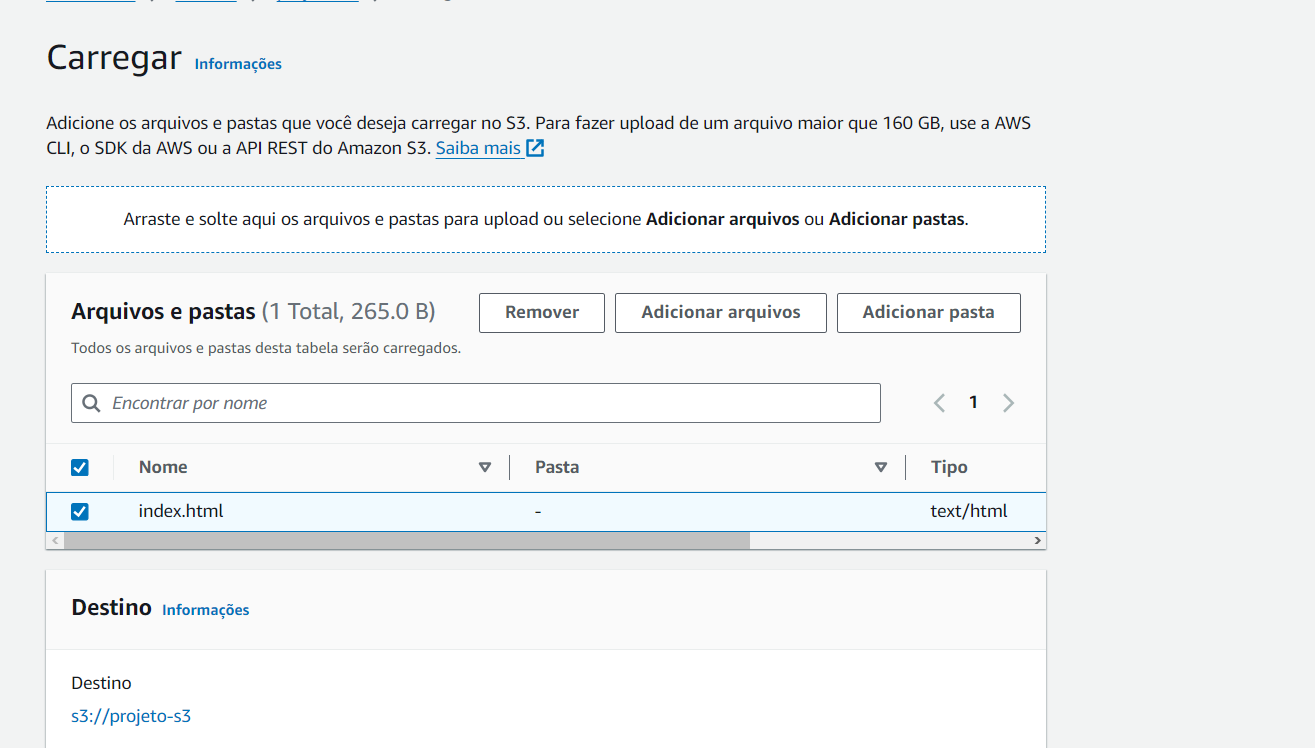 Carregar Informações
Adicione os arquivos e pastas que você deseja carregar no S3. Para fazer upload de um arquivo maior que 160 GB, use a AWS
CLI, o SDK da AWS ou a API REST do Amazon S3. Saiba mais
Arraste e solte aqui os arquivos e pastas para upload ou selecione Adicionar arquivos ou Adicionar pastas.
Arquivos e pastas (1 Total, 265.0 B) Remover Adicionar arquivos Adicionar pasta
Todos os arquivos e pastas desta tabela serão carregados.
Encontrar por nome 1
Nome Pasta Tipo
index.html - text/html
Destino Informações
Destino
s3://projeto-s3